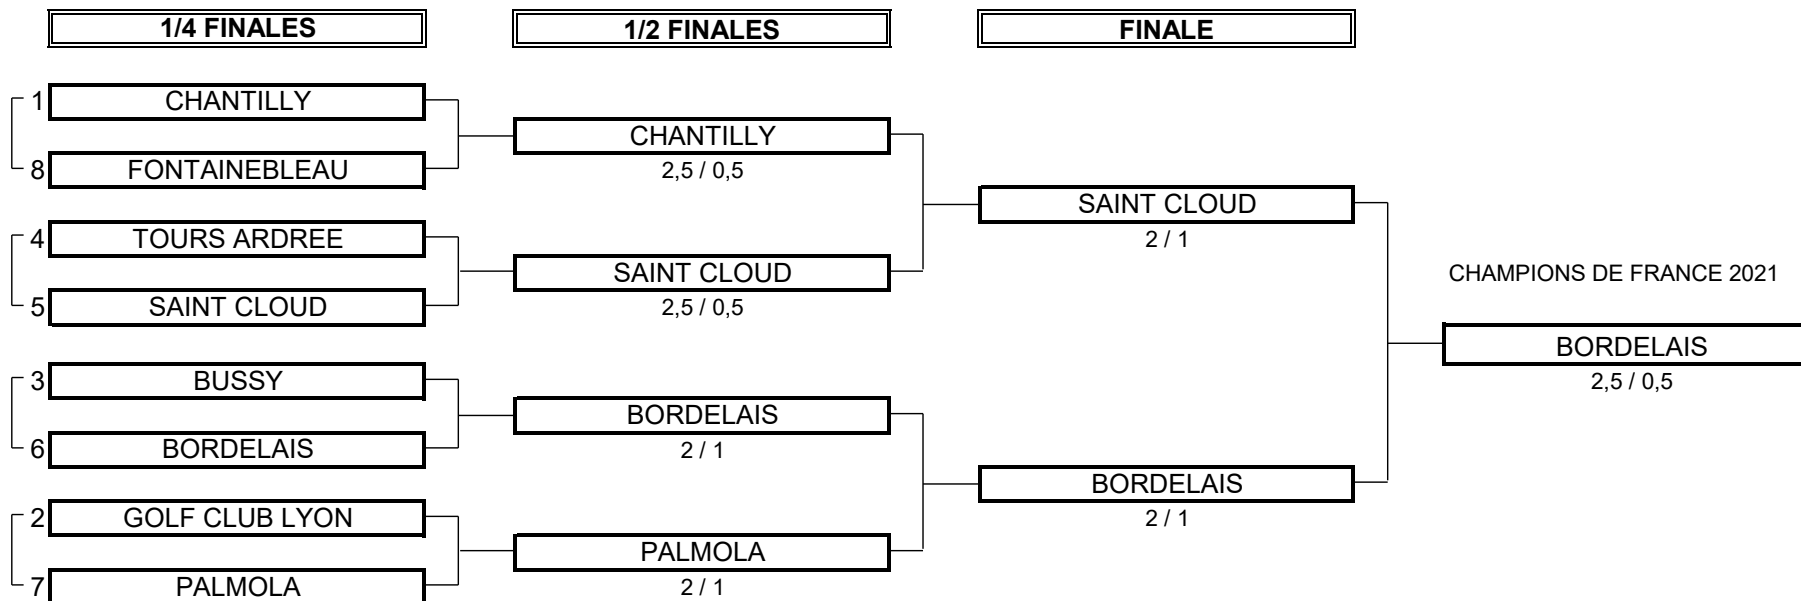 1/4 FINALES
1/2 FINALES
FINALE
1 CHANTILLY
8 FONTAINEBLEAU
4 TOURS ARDREE
5 SAINT CLOUD
3 BUSSY
6 BORDELAIS
2 GOLF CLUB LYON
7 PALMOLA
CHANTILLY
2,5 / 0,5
SAINT CLOUD
2,5 / 0,5
BORDELAIS
2 / 1
PALMOLA
2 / 1
SAINT CLOUD
2 / 1
BORDELAIS
2 / 1
CHAMPIONS DE FRANCE 2021
BORDELAIS
2,5 / 0,5